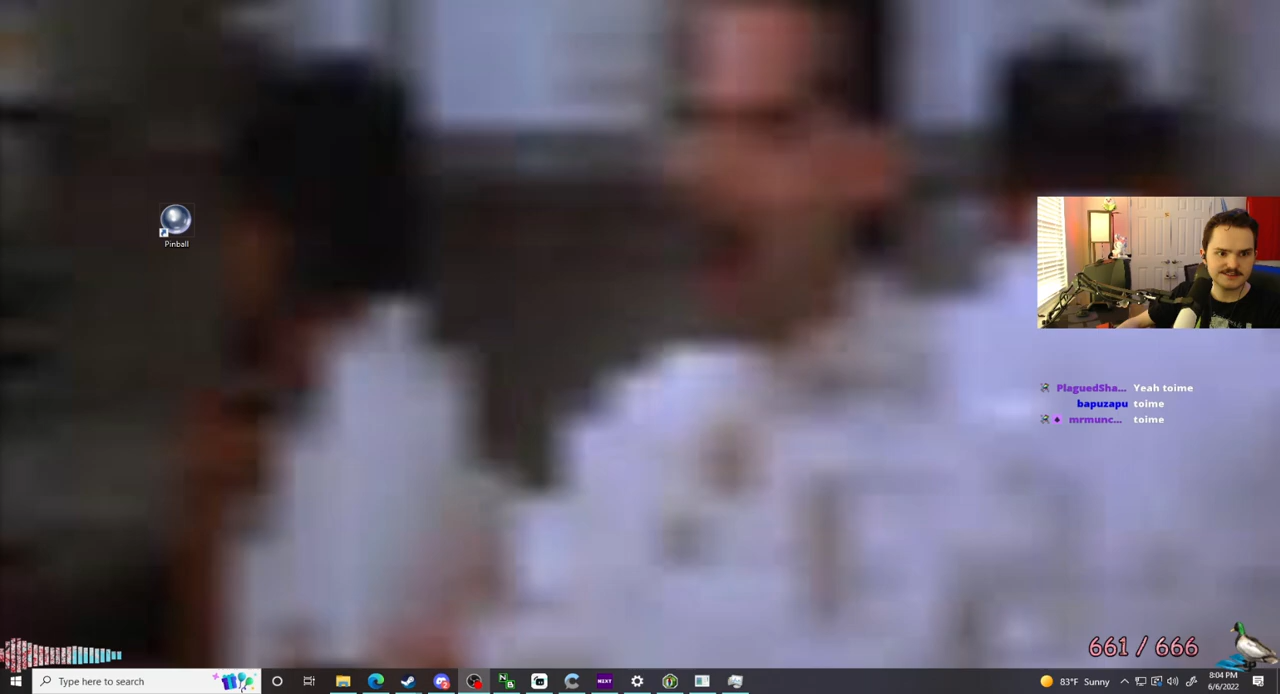 Pinball
PlaguedSha... Yeah toime
bapuzapu toime
mrmunc... toime
661 / 666
Type here to search
NEXT
83°F Sunny
8:04 PM
6/6/2022